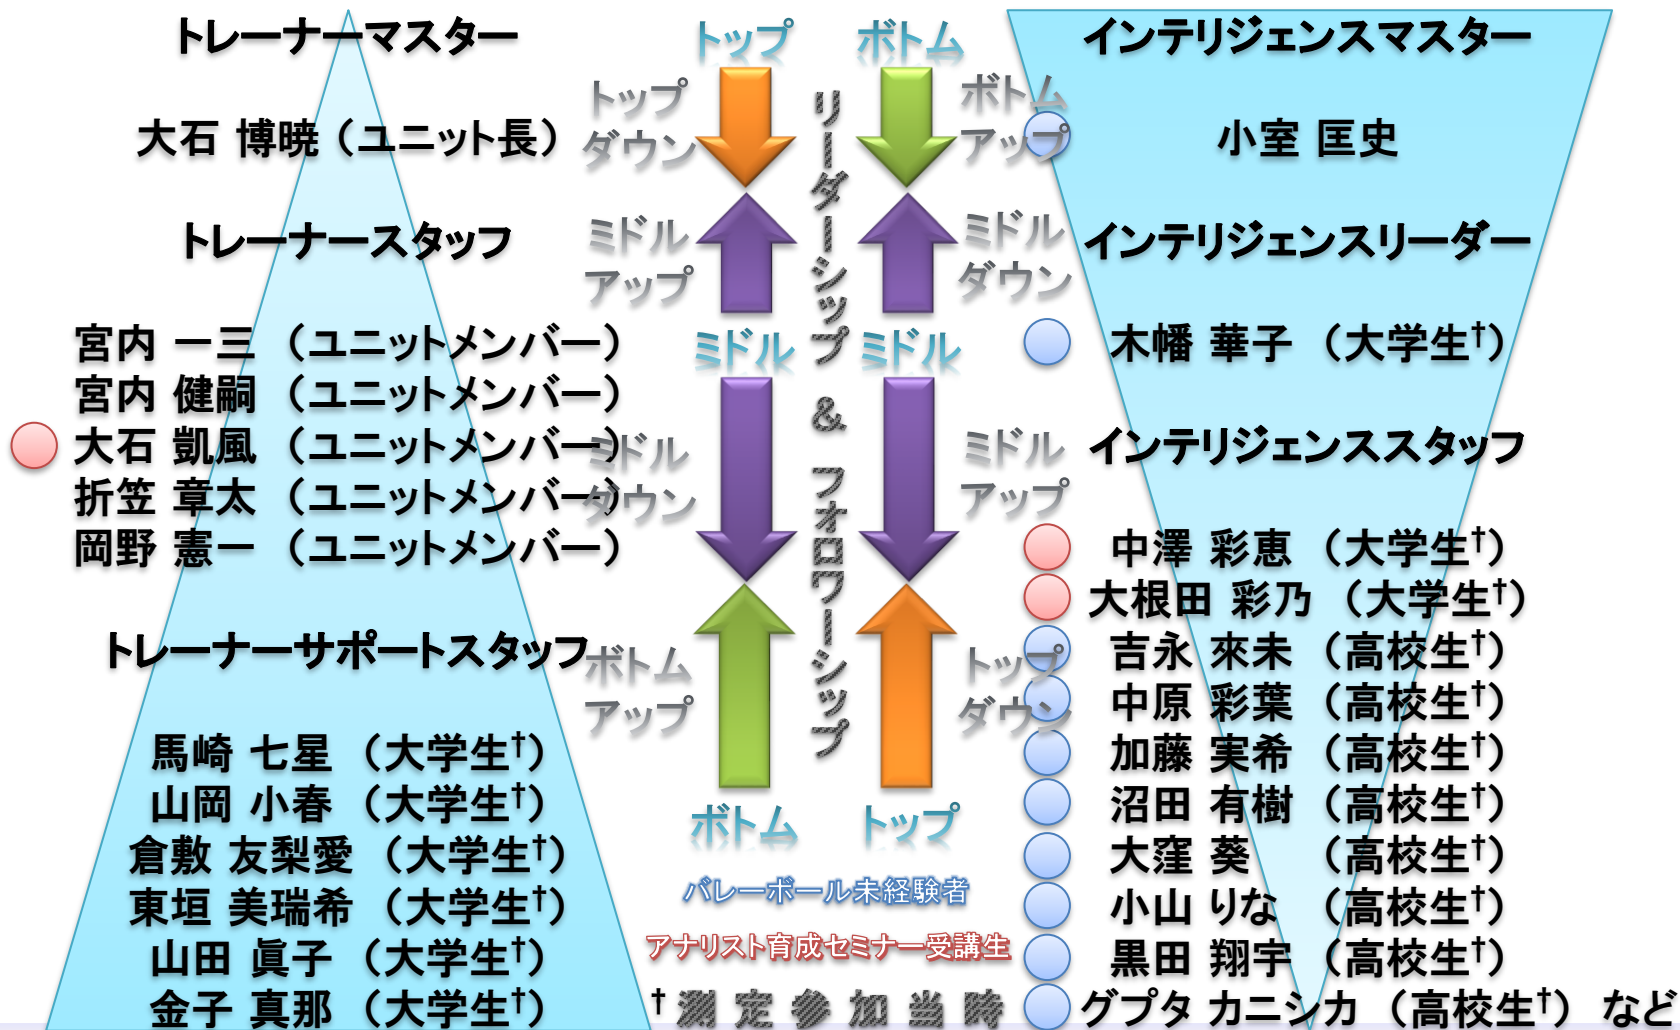 トレーナーマスター
大石 博暁（ユニット長）
トレーナースタッフ
宮内 一三 （ユニットメンバー）
宮内 健嗣 （ユニットメンバー）
大石 凱風 （ユニットメンバー）
折笠 章太 （ユニットメンバー）
岡野 憲一 （ユニットメンバー）
トレーナーサポートスタッフ
馬崎 七星 （大学生†）
山岡 小春 （大学生†）
倉敷 友梨愛 （大学生†）
東垣 美瑞希 （大学生†）
山田 眞子 （大学生†）
金子 真那 （大学生†）
トップ
トップ
ダウン
ミドル
アップ
ミドル
ミドル
ダウン
ボトム
アップ
ボトム
リーダーシップ & フォロワーシップ
ボトム
ボトム
アップ
ミドル
ダウン
ミドル
ミドル
アップ
トップ
ダウン
トップ
バレーボール未経験者
アナリスト育成セミナー受講生
†測定参加当時
インテリジェンスマスター
小室 匡史
インテリジェンスリーダー
木幡 華子 （大学生†）
インテリジェンススタッフ
中澤 彩恵 （大学生†）
大根田 彩乃 （大学生†）
吉永 來未 （高校生†）
中原 彩葉 （高校生†）
加藤 実希 （高校生†）
沼田 有樹 （高校生†）
大窪 葵 （高校生†）
小山 りな （高校生†）
黒田 翔宇 （高校生†）
グプタ カニシカ （高校生†） など